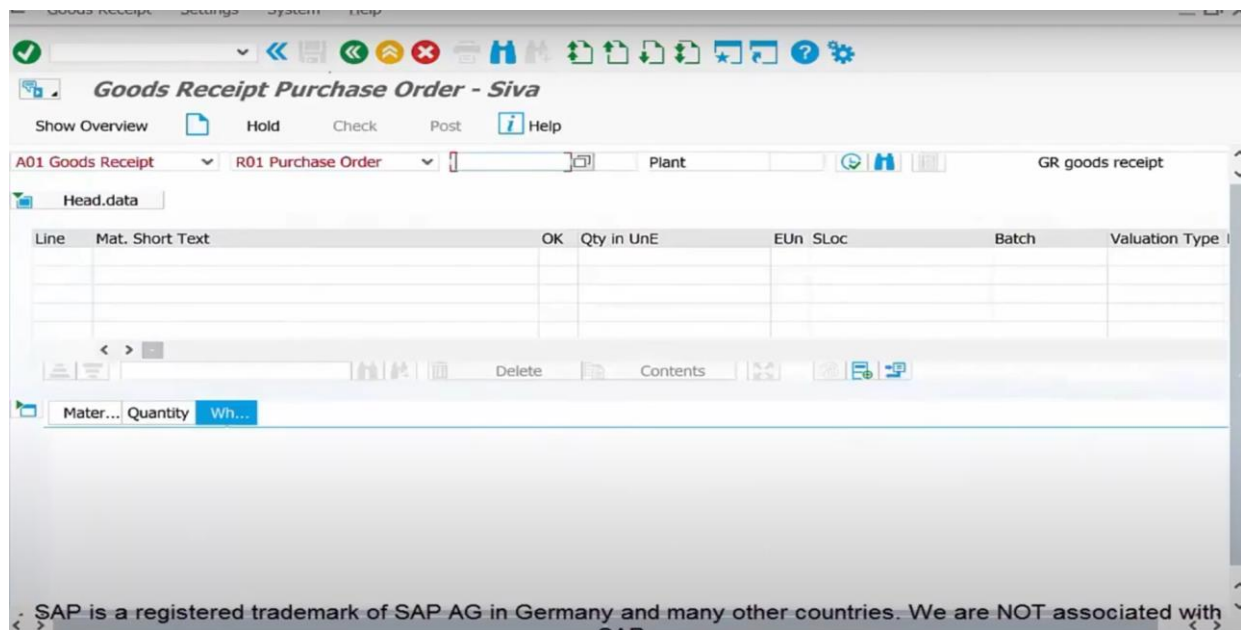 Goods Receipt Settings System Help
Goods Receipt Purchase Order - Siva
Show Overview Hold Check Post i Help
A01 Goods Receipt R01 Purchase Order Plant GR goods receipt
Head.data
Line Mat. Short Text OK Qty in UnE EUn SLoc Batch Valuation Type
Delete Contents
Mater... Quantity Wh...
SAP is a registered trademark of SAP AG in Germany and many other countries. We are NOT associated with
SAP